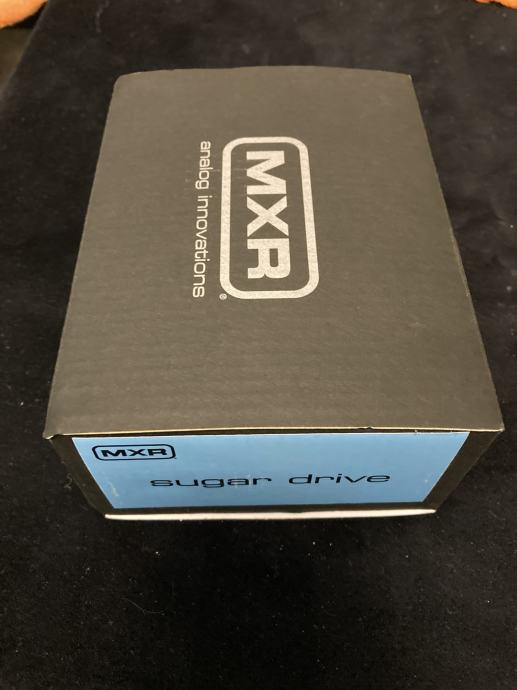 MXR®
analog innovations
MXR
sugar drive